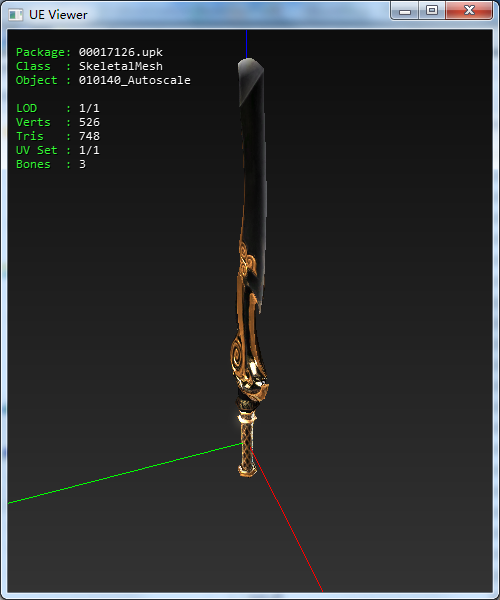 UE Viewer
Package: 00017126.upk
Class  : SkeletalMesh
Object : 010140_Autoscale
LOD    : 1/1
Verts  : 526
Tris   : 748
UV Set : 1/1
Bones  : 3